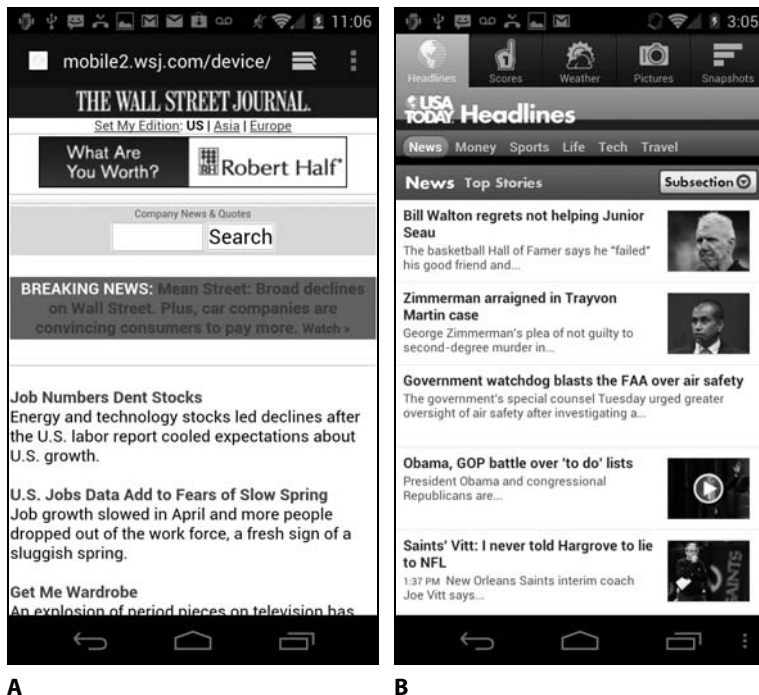 11:06
mobile2.wsj.com/device/
THE WALL STREET JOURNAL.
Set My Edition: US | Asia | Europe
What Are
You Worth?
RH
Robert Half®
Company News & Quotes
Search
BREAKING NEWS: Mean Street: Broad declines
on Wall Street. Plus, car companies are
convincing consumers to pay more. Watch »
Job Numbers Dent Stocks
Energy and technology stocks led declines after
the U.S. labor report cooled expectations about
U.S. growth.
U.S. Jobs Data Add to Fears of Slow Spring
Job growth slowed in April and more people
dropped out of the work force, a fresh sign of a
sluggish spring.
Get Me Wardrobe
An explosion of period pieces on television has
A
3:05
Headlines
Scores
Weather
Pictures
Snapshots
USA
TODAY
Headlines
News Money Sports Life Tech Travel
News Top Stories
Subsection
Bill Walton regrets not helping Junior
Seau
The basketball Hall of Famer says he "failed"
his good friend and...
Zimmerman arraigned in Trayvon
Martin case
George Zimmerman's plea of not guilty to
second-degree murder in...
Government watchdog blasts the FAA over air safety
The government's special counsel Tuesday urged greater
oversight of air safety after investigating a...
Obama, GOP battle over 'to do' lists
President Obama and congressional
Republicans are...
Saints' Vitt: I never told Hargrove to lie
to NFL
1:37 PM New Orleans Saints interim coach
Joe Vitt says...
SAINTS
B